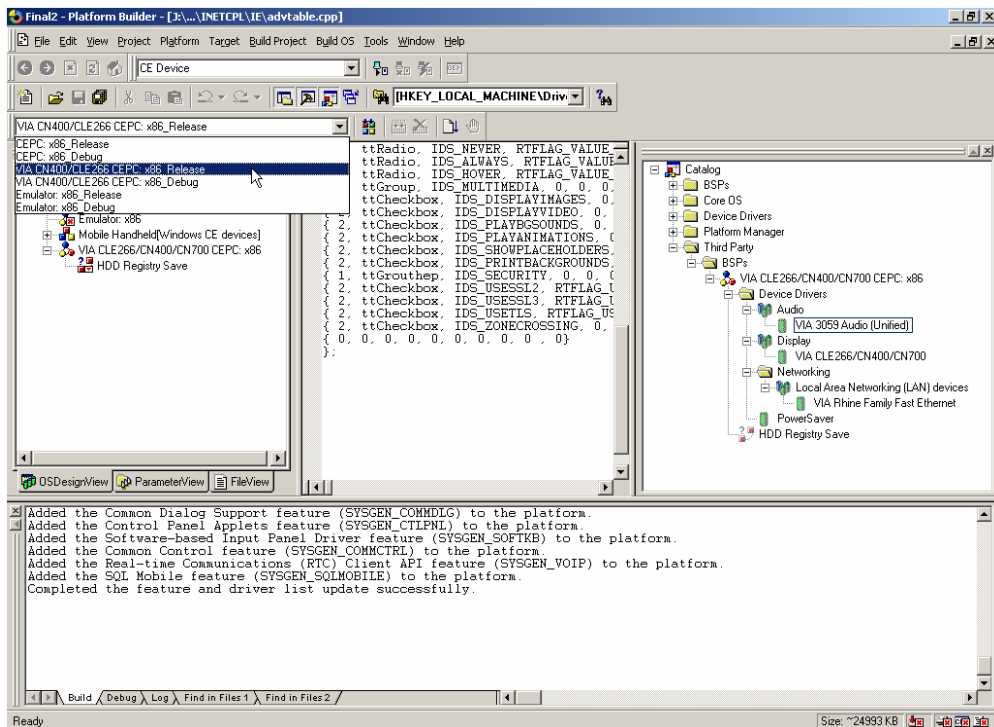 Final2 - Platform Builder - [J:\...\INETCPL\IE\advtable.cpp]
File Edit View Project Platform Target Build Project Build OS Tools Window Help
CE Device
[HKEY_LOCAL_MACHINE\Driv
VIA CN400/CLE266 CEPC: x86_Release
CEPC: x86_Release
CEPC: x86_Debug
VIA CN400/CLE266 CEPC: x86_Release
VIA CN400/CLE266 CEPC: x86_Debug
Emulator: x86_Release
Emulator: x86_Debug
Emulator: x86
Mobile Handheld[Windows CE devices]
VIA CLE266/CN400/CN700 CEPC: x86
HDD Registry Save
OSDesignView ParameterView FileView
ttRadio, IDS_NEVER, RTFLAG_VALUE_
ttRadio, IDS_ALWAYS, RTFLAG_VALUE
ttRadio, IDS_HOVER, RTFLAG_VALUE_
ttGroup, IDS_MULTIMEDIA, 0, 0, 0,
ttCheckbox, IDS_DISPLAYIMAGES, 0,
{ 2, ttCheckbox, IDS_DISPLAYVIDEO, 0,
{ 2, ttCheckbox, IDS_PLAYBGSOUNDS, 0,
{ 2, ttCheckbox, IDS_PLAYANIMATIONS, 0
{ 2, ttCheckbox, IDS_SHOWPLACEHOLDERS,
{ 2, ttCheckbox, IDS_PRINTBACKGROUNDS,
{ 1, ttGrouthep, IDS_SECURITY, 0, 0, 0
{ 2, ttCheckbox, IDS_USESSL2, RTFLAG_U
{ 2, ttCheckbox, IDS_USESSL3, RTFLAG_U
{ 2, ttCheckbox, IDS_USETLS, RTFLAG_US
{ 2, ttCheckbox, IDS_ZONECROSSING, 0,
{ 0, 0, 0, 0, 0, 0, 0, 0 , 0}
};
Catalog
BSPs
Core OS
Device Drivers
Platform Manager
Third Party
BSPs
VIA CLE266/CN400/CN700 CEPC: x86
Device Drivers
Audio
VIA 3059 Audio (Unified)
Display
VIA CLE266/CN400/CN700
Networking
Local Area Networking (LAN) devices
VIA Rhine Family Fast Ethernet
PowerSaver
HDD Registry Save
Added the Common Dialog Support feature (SYSGEN_COMMDLG) to the platform.
Added the Control Panel Applets feature (SYSGEN_CTLPNL) to the platform.
Added the Software-based Input Panel Driver feature (SYSGEN_SOFTKB) to the platform.
Added the Common Control feature (SYSGEN_COMMCTRL) to the platform.
Added the Real-time Communications (RTC) Client API feature (SYSGEN_VOIP) to the platform.
Added the SQL Mobile feature (SYSGEN_SQLMOBILE) to the platform.
Completed the feature and driver list update successfully.
Build Debug Log Find in Files 1 Find in Files 2
Ready
Size: ~24993 KB